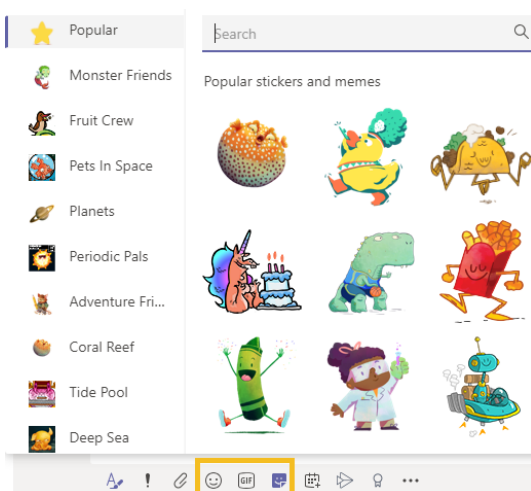 Popular
Monster Friends
Fruit Crew
Pets In Space
Planets
Periodic Pals
Adventure Fri...
Coral Reef
Tide Pool
Deep Sea
Search
Popular stickers and memes
GIF